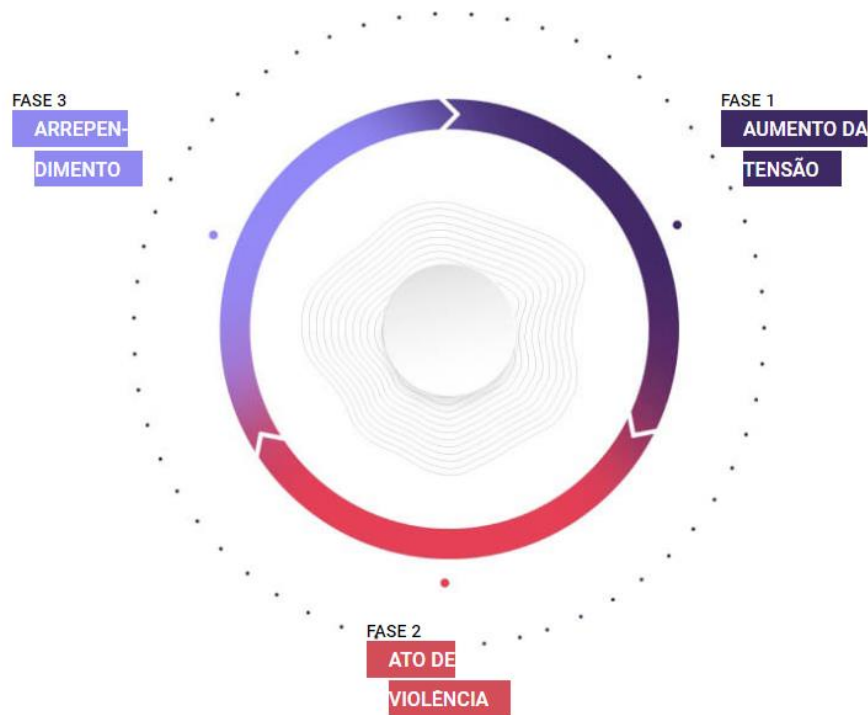 FASE 3
ARREPEN-
DIMENTO
FASE 1
AUMENTO DA
TENSÃO
FASE 2
ATO DE
VIOLÊNCIA